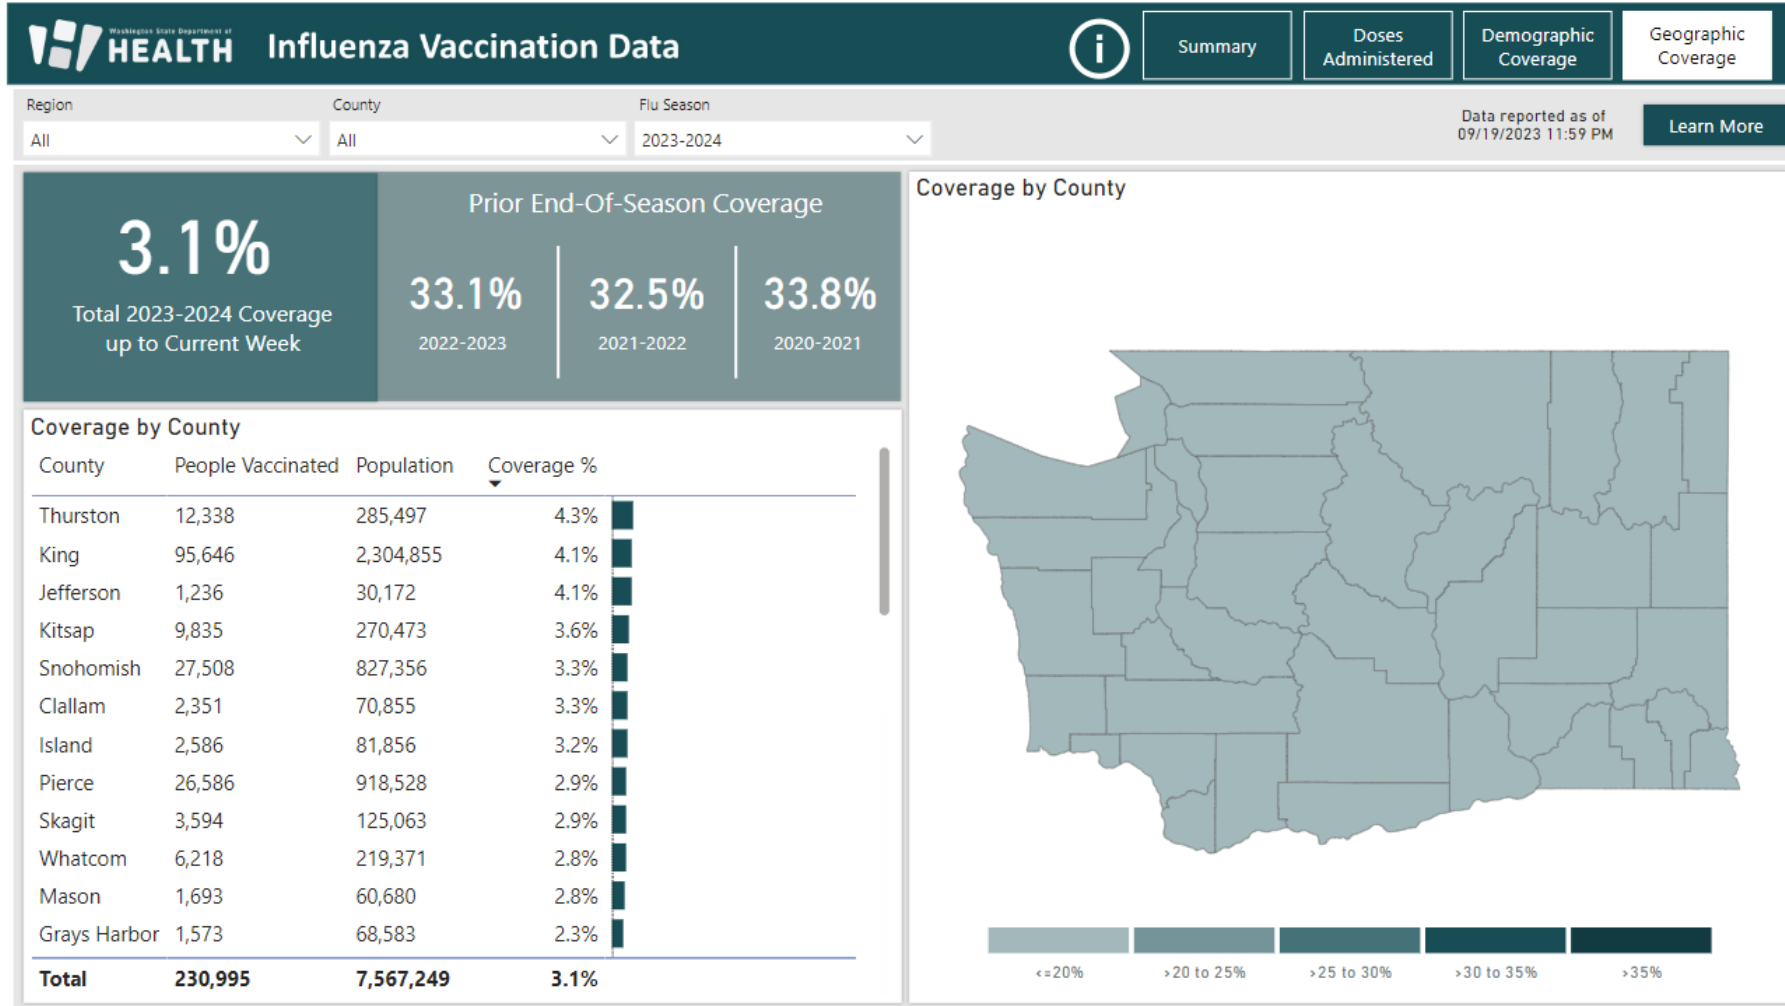 Washington State Department of
HEALTH
Influenza Vaccination Data
i
Summary
Doses
Administered
Demographic
Coverage
Geographic
Coverage
Region
County
Flu Season
All
All
2023-2024
Data reported as of
09/19/2023 11:59 PM
Learn More
3.1%
Total 2023-2024 Coverage
up to Current Week
Prior End-Of-Season Coverage
33.1%
32.5%
33.8%
2022-2023
2021-2022
2020-2021
Coverage by County
County People Vaccinated Population Coverage %
Thurston 12,338 285,497 4.3%
King 95,646 2,304,855 4.1%
Jefferson 1,236 30,172 4.1%
Kitsap 9,835 270,473 3.6%
Snohomish 27,508 827,356 3.3%
Clallam 2,351 70,855 3.3%
Island 2,586 81,856 3.2%
Pierce 26,586 918,528 2.9%
Skagit 3,594 125,063 2.9%
Whatcom 6,218 219,371 2.8%
Mason 1,693 60,680 2.8%
Grays Harbor 1,573 68,583 2.3%
Total 230,995 7,567,249 3.1%
Coverage by County
<=20% >20 to 25% >25 to 30% >30 to 35% >35%